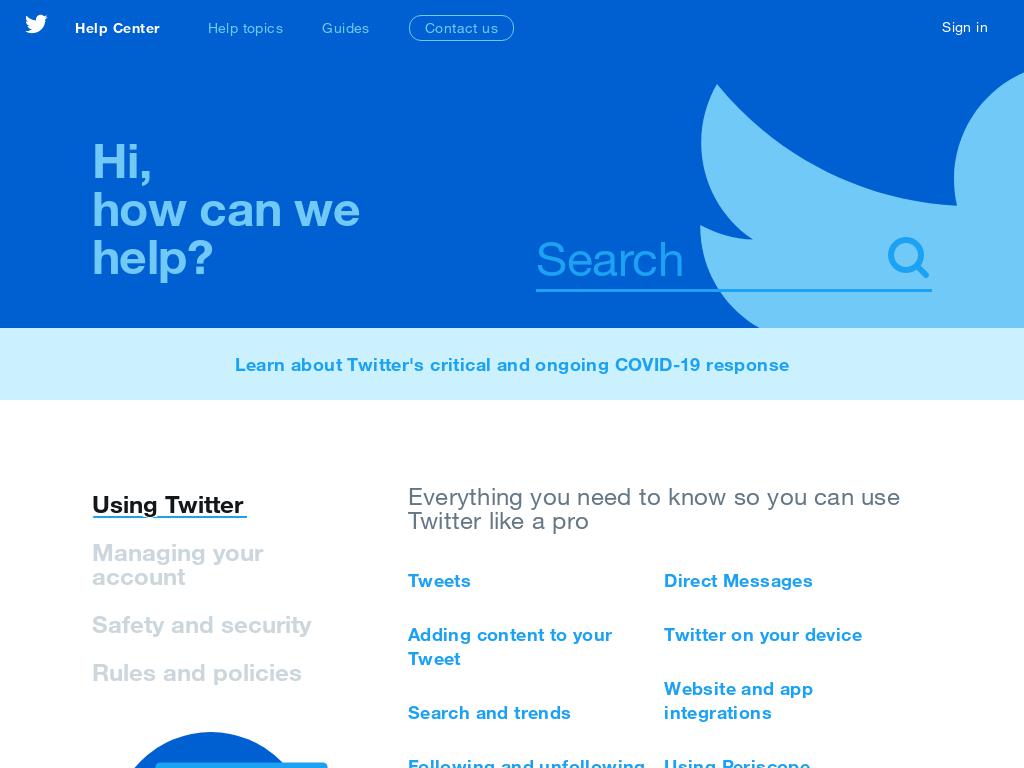 Help Center
Help topics
Guides
Contact us
Sign in
Hi,
how can we
help?
Search
Learn about Twitter's critical and ongoing COVID-19 response
Using Twitter
Managing your
account
Safety and security
Rules and policies
Everything you need to know so you can use
Twitter like a pro
Tweets
Adding content to your
Tweet
Search and trends
Following and unfollowing
Direct Messages
Twitter on your device
Website and app
integrations
Using Periscope